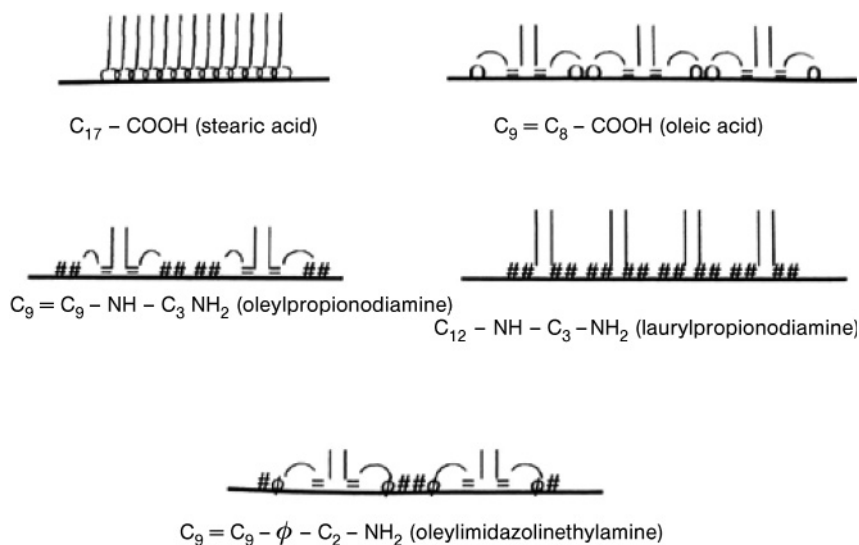 C₁₇ – COOH (stearic acid)
C₉ = C₈ – COOH (oleic acid)
## ## ## ##
## ## ## ## ## ## ##
C₉ = C₉ – NH – C₃ NH₂ (oleylpropionodiamine)
C₁₂ – NH – C₃ – NH₂ (laurylpropionodiamine)
#ϕ = = ϕ##ϕ = = ϕ#
C₉ = C₉ – ϕ – C₂ – NH₂ (oleylimidazolinethylamine)